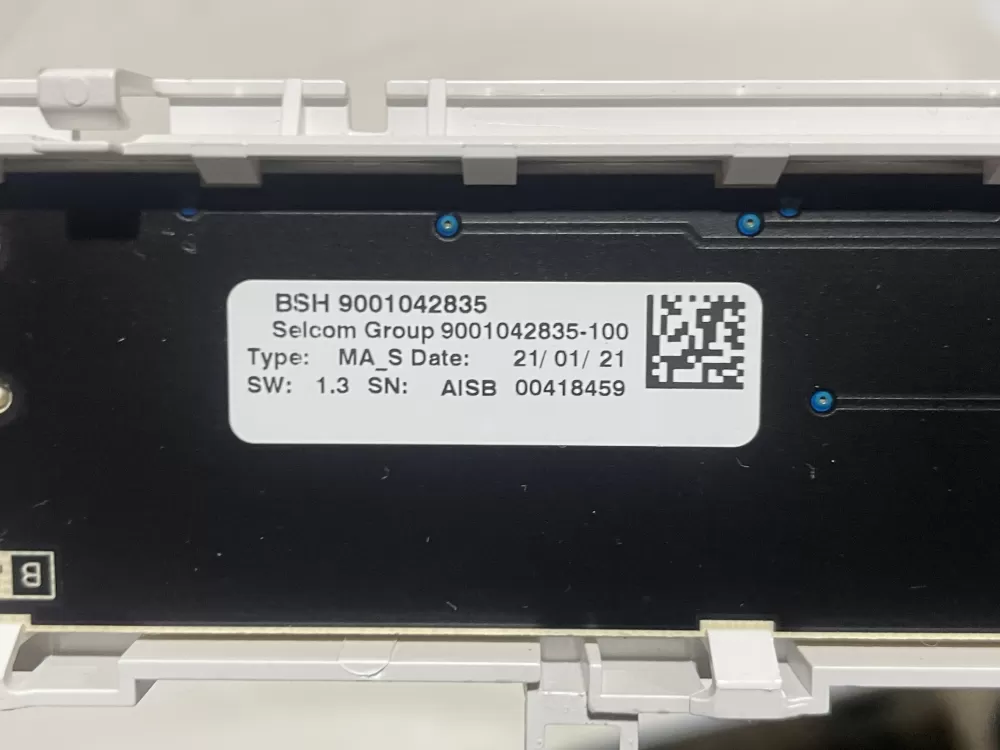 BSH 9001042835
Selcom Group 9001042835-100
Type: MA_S Date: 21/ 01/ 21
SW: 1.3 SN: AISB 00418459
B